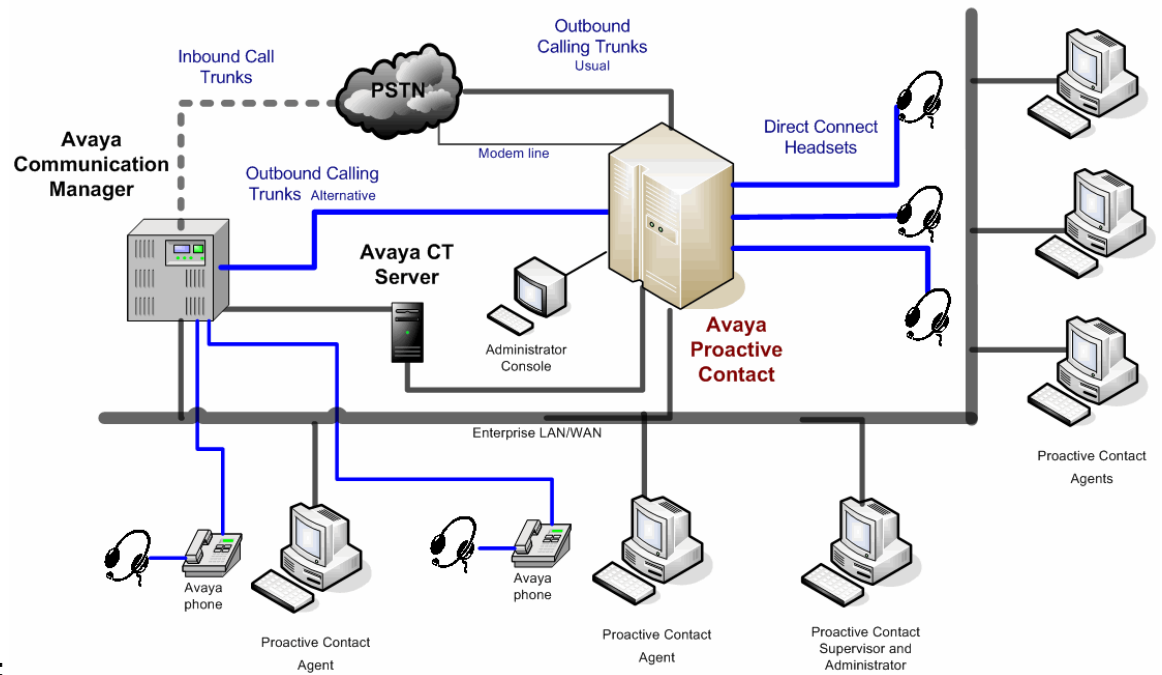 Outbound
Calling Trunks
Usual
Inbound Call
Trunks
PSTN
Avaya
Communication
Manager
Modem line
Direct Connect
Headsets
Outbound Calling
Trunks Alternative
Avaya CT
Server
Administrator
Console
Avaya
Proactive
Contact
Enterprise LAN/WAN
Proactive Contact
Agents
Avaya
phone
Proactive Contact
Agent
Avaya
phone
Proactive Contact
Agent
Proactive Contact
Supervisor and
Administrator